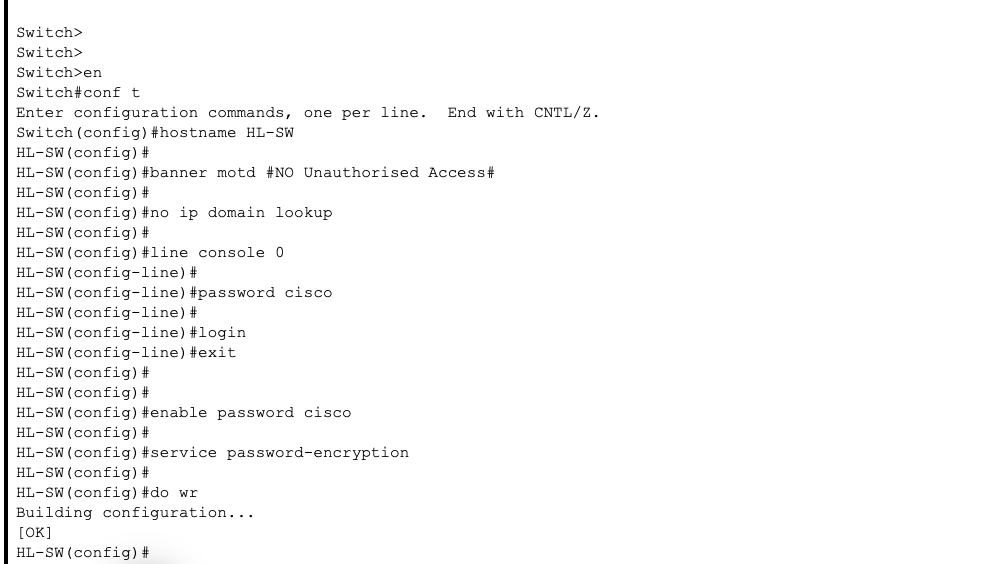 Switch>
Switch>
Switch>en
Switch#conf t
Enter configuration commands, one per line.  End with CNTL/Z.
Switch(config)#hostname HL-SW
HL-SW(config)#
HL-SW(config)#banner motd #NO Unauthorised Access#
HL-SW(config)#
HL-SW(config)#no ip domain lookup
HL-SW(config)#
HL-SW(config)#line console 0
HL-SW(config-line)#
HL-SW(config-line)#password cisco
HL-SW(config-line)#
HL-SW(config-line)#login
HL-SW(config-line)#exit
HL-SW(config)#
HL-SW(config)#
HL-SW(config)#enable password cisco
HL-SW(config)#
HL-SW(config)#service password-encryption
HL-SW(config)#
HL-SW(config)#do wr
Building configuration...
[OK]
HL-SW(config)#